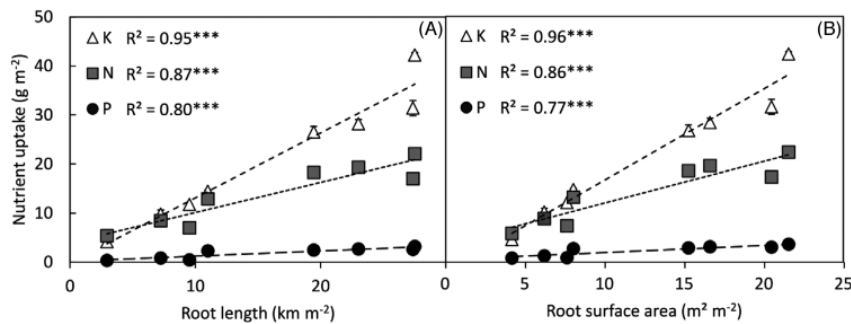 50
40
30
20
10
0
Nutrient uptake (g m⁻²)
(A)
K R² = 0.95***
N R² = 0.87***
P R² = 0.80***
0 10 20 30
Root length (km m⁻²)
(B)
K R² = 0.96***
N R² = 0.86***
P R² = 0.77***
0 5 10 15 20 25
Root surface area (m² m⁻²)